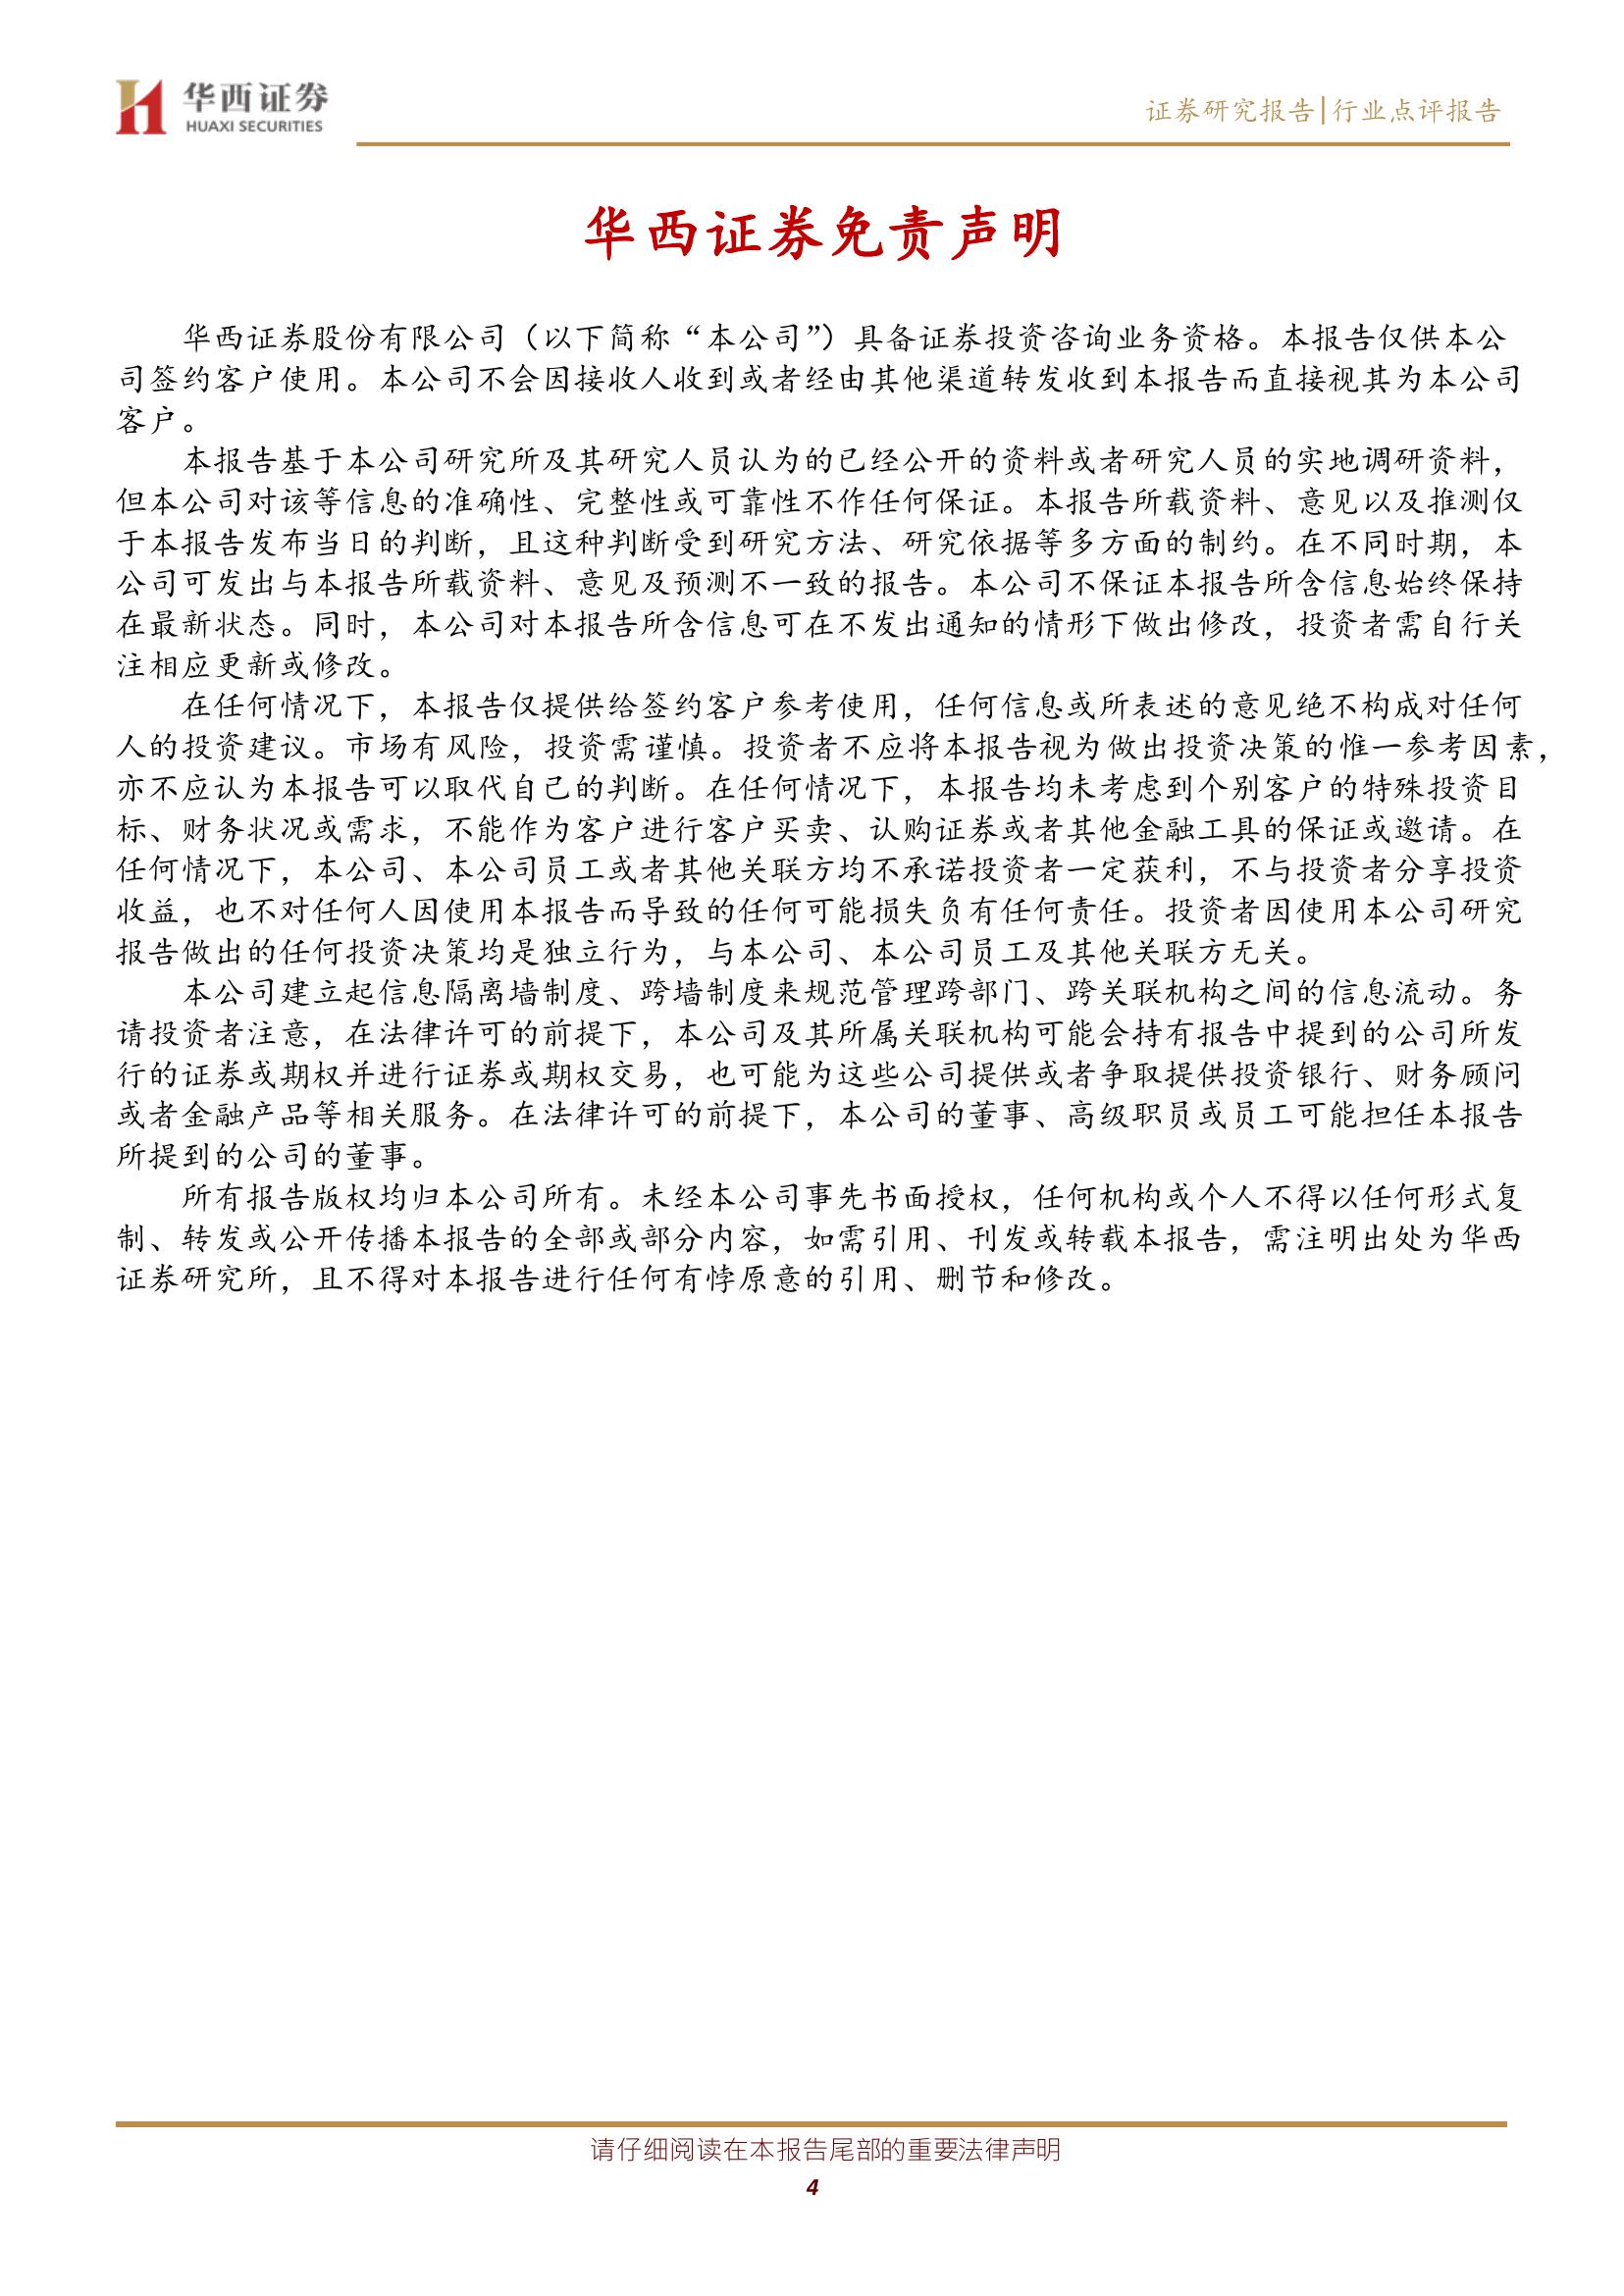 华西证券
HUAXI SECURITIES
证券研究报告|行业点评报告
华西证券免责声明
华西证券股份有限公司（以下简称“本公司”）具备证券投资咨询业务资格。本报告仅供本公
司签约客户使用。本公司不会因接收人收到或者经由其他渠道转发收到本报告而直接视其为本公司
客户。
本报告基于本公司研究所及其研究人员认为的已经公开的资料或者研究人员的实地调研资料，
但本公司对该等信息的准确性、完整性或可靠性不作任何保证。本报告所载资料、意见以及推测仅
于本报告发布当日的判断，且这种判断受到研究方法、研究依据等多方面的制约。在不同时期，本
公司可发出与本报告所载资料、意见及预测不一致的报告。本公司不保证本报告所含信息始终保持
在最新状态。同时，本公司对本报告所含信息可在不发出通知的情形下做出修改，投资者需自行关
注相应更新或修改。
在任何情况下，本报告仅提供给签约客户参考使用，任何信息或所表述的意见绝不构成对任何
人的投资建议。市场有风险，投资需谨慎。投资者不应将本报告视为做出投资决策的惟一参考因素，
亦不应认为本报告可以取代自己的判断。在任何情况下，本报告均未考虑到个别客户的特殊投资目
标、财务状况或需求，不能作为客户进行客户买卖、认购证券或者其他金融工具的保证或邀请。在
任何情况下，本公司、本公司员工或者其他关联方均不承诺投资者一定获利，不与投资者分享投资
收益，也不对任何人因使用本报告而导致的任何可能损失负有任何责任。投资者因使用本公司研究
报告做出的任何投资决策均是独立行为，与本公司、本公司员工及其他关联方无关。
本公司建立起信息隔离墙制度、跨墙制度来规范管理跨部门、跨关联机构之间的信息流动。务
请投资者注意，在法律许可的前提下，本公司及其所属关联机构可能会持有报告中提到的公司所发
行的证券或期权并进行证券或期权交易，也可能为这些公司提供或者争取提供投资银行、财务顾问
或者金融产品等相关服务。在法律许可的前提下，本公司的董事、高级职员或员工可能担任本报告
所提到的公司的董事。
所有报告版权均归本公司所有。未经本公司事先书面授权，任何机构或个人不得以任何形式复
制、转发或公开传播本报告的全部或部分内容，如需引用、刊发或转载本报告，需注明出处为华西
证券研究所，且不得对本报告进行任何有悖原意的引用、删节和修改。
请仔细阅读在本报告尾部的重要法律声明
4